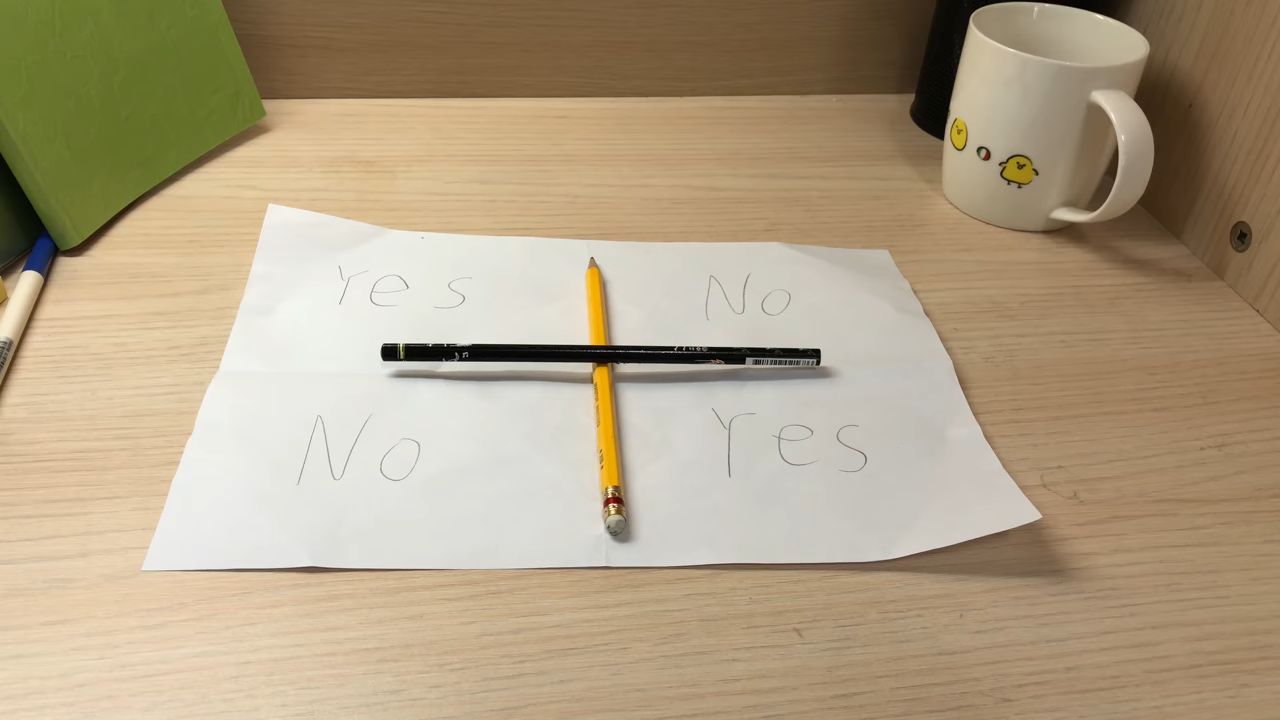 Yes No
No Yes